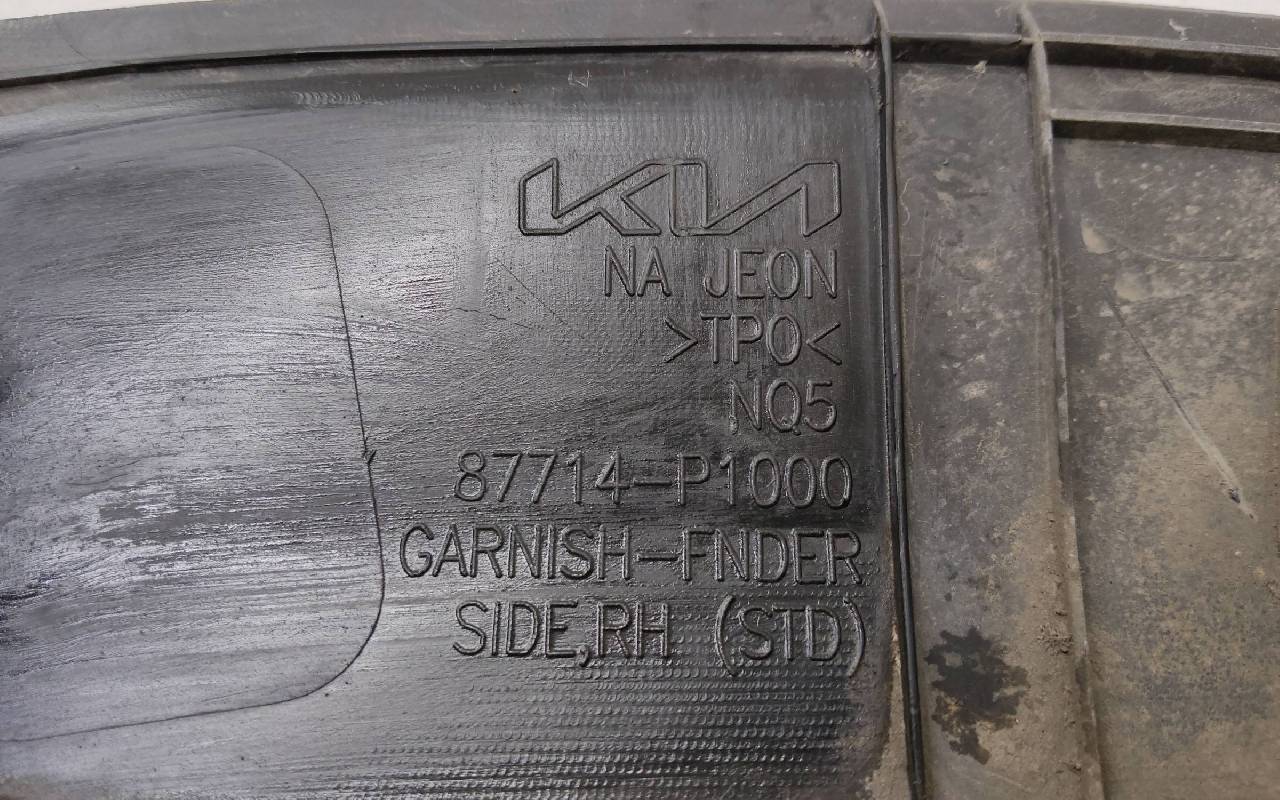 KIA
NA JEON
>TPO<
NQ5
87714-P1000
GARNISH-FNDER
SIDE,RH (STD)